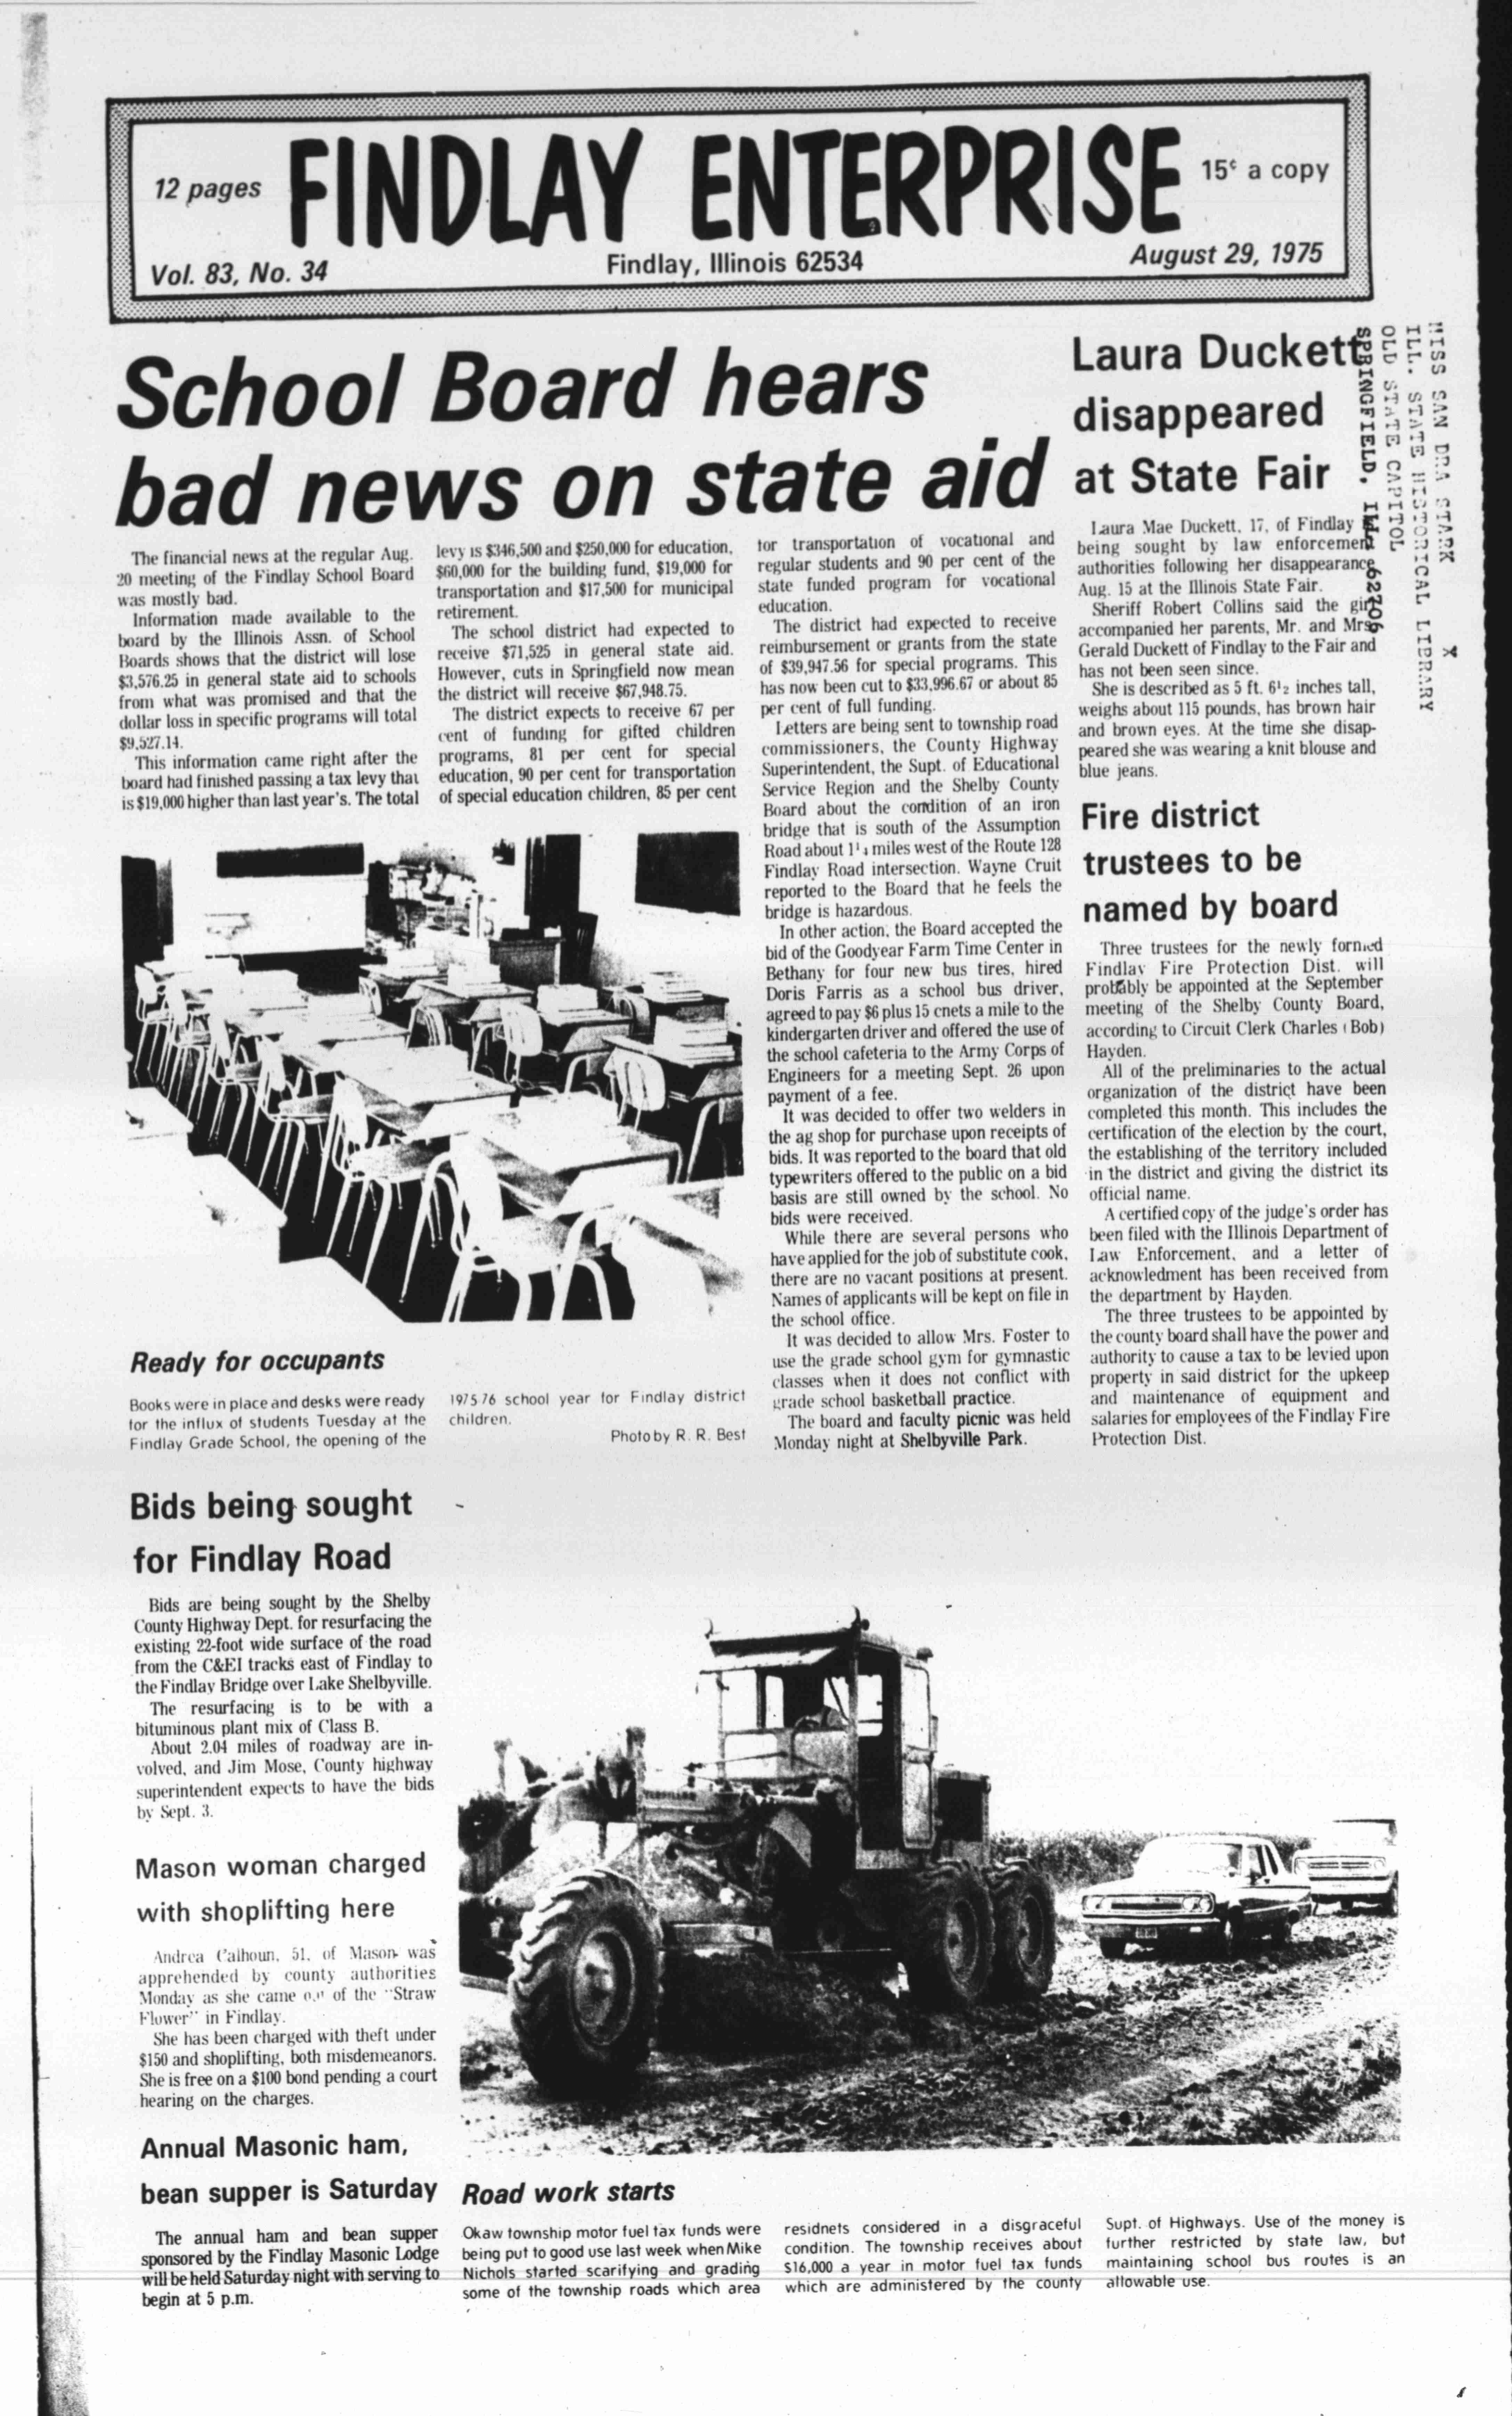 12 pages
FINDLAY ENTERPRISE
15¢ a copy
Vol. 83, No. 34
Findlay, Illinois 62534
August 29, 1975
School Board hears
bad news on state aid
The financial news at the regular Aug.
20 meeting of the Findlay School Board
was mostly bad.
Information made available to the
board by the Illinois Assn. of School
Boards shows that the district will lose
$3,576.25 in general state aid to schools
from what was promised and that the
dollar loss in specific programs will total
$9,527.14.
This information came right after the
board had finished passing a tax levy that
is $19,000 higher than last year's. The total
levy is $346,500 and $250,000 for education,
$60,000 for the building fund, $19,000 for
transportation and $17,500 for municipal
retirement.
The school district had expected to
receive $71,525 in general state aid.
However, cuts in Springfield now mean
the district will receive $67,948.75.
The district expects to receive 67 per
cent of funding for gifted children
programs, 81 per cent for special
education, 90 per cent for transportation
of special education children, 85 per cent
for transportation of vocational and
regular students and 90 per cent of the
state funded program for vocational
education.
The district had expected to receive
reimbursement or grants from the state
of $39,947.56 for special programs. This
has now been cut to $33,996.67 or about 85
per cent of full funding.
Letters are being sent to township road
commissioners, the County Highway
Superintendent, the Supt. of Educational
Service Region and the Shelby County
Board about the condition of an iron
bridge that is south of the Assumption
Road about 1¼ miles west of the Route 128
Findlay Road intersection. Wayne Cruit
reported to the Board that he feels the
bridge is hazardous.
In other action, the Board accepted the
bid of the Goodyear Farm Time Center in
Bethany for four new bus tires, hired
Doris Farris as a school bus driver,
agreed to pay $6 plus 15 cnets a mile to the
kindergarten driver and offered the use of
the school cafeteria to the Army Corps of
Engineers for a meeting Sept. 26 upon
payment of a fee.
It was decided to offer two welders in
the ag shop for purchase upon receipts of
bids. It was reported to the board that old
typewriters offered to the public on a bid
basis are still owned by the school. No
bids were received.
While there are several persons who
have applied for the job of substitute cook,
there are no vacant positions at present.
Names of applicants will be kept on file in
the school office.
It was decided to allow Mrs. Foster to
use the grade school gym for gymnastic
classes when it does not conflict with
grade school basketball practice.
The board and faculty picnic was held
Monday night at Shelbyville Park.
Laura Duckett
disappeared
at State Fair
Laura Mae Duckett, 17, of Findlay is
being sought by law enforcement
authorities following her disappearance
Aug. 15 at the Illinois State Fair.
Sheriff Robert Collins said the girl
accompanied her parents, Mr. and Mrs.
Gerald Duckett of Findlay to the Fair and
has not been seen since.
She is described as 5 ft. 6½ inches tall,
weighs about 115 pounds, has brown hair
and brown eyes. At the time she disap-
peared she was wearing a knit blouse and
blue jeans.
MISS SAN DRA STARK
ILL. STATE HISTORICAL LIBRARY
X
OLD STATE CAPITOL
SPRINGFIELD, ILL. 62706
Fire district
trustees to be
named by board
Three trustees for the newly formed
Findlay Fire Protection Dist. will
probably be appointed at the September
meeting of the Shelby County Board,
according to Circuit Clerk Charles (Bob)
Hayden.
All of the preliminaries to the actual
organization of the district have been
completed this month. This includes the
certification of the election by the court,
the establishing of the territory included
in the district and giving the district its
official name.
A certified copy of the judge's order has
been filed with the Illinois Department of
Law Enforcement, and a letter of
acknowledment has been received from
the department by Hayden.
The three trustees to be appointed by
the county board shall have the power and
authority to cause a tax to be levied upon
property in said district for the upkeep
and maintenance of equipment and
salaries for employees of the Findlay Fire
Protection Dist.
Ready for occupants
Books were in place and desks were ready
for the influx of students Tuesday at the
Findlay Grade School, the opening of the
1975-76 school year for Findlay district
children.
Photo by R. R. Best
Bids being sought
for Findlay Road
Bids are being sought by the Shelby
County Highway Dept. for resurfacing the
existing 22-foot wide surface of the road
from the C&EI tracks east of Findlay to
the Findlay Bridge over Lake Shelbyville.
The resurfacing is to be with a
bituminous plant mix of Class B.
About 2.04 miles of roadway are in-
volved, and Jim Mose, County highway
superintendent expects to have the bids
by Sept. 3.
Mason woman charged
with shoplifting here
Andrea Calhoun, 51, of Mason was
apprehended by county authorities
Monday as she came out of the "Straw
Flower" in Findlay.
She has been charged with theft under
$150 and shoplifting, both misdemeanors.
She is free on a $100 bond pending a court
hearing on the charges.
Annual Masonic ham,
bean supper is Saturday
The annual ham and bean supper
sponsored by the Findlay Masonic Lodge
will be held Saturday night with serving to
begin at 5 p.m.
Road work starts
Okaw township motor fuel tax funds were
being put to good use last week when Mike
Nichols started scarifying and grading
some of the township roads which area
residnets considered in a disgraceful
condition. The township receives about
$16,000 a year in motor fuel tax funds
which are administered by the county
Supt. of Highways. Use of the money is
further restricted by state law, but
maintaining school bus routes is an
allowable use.